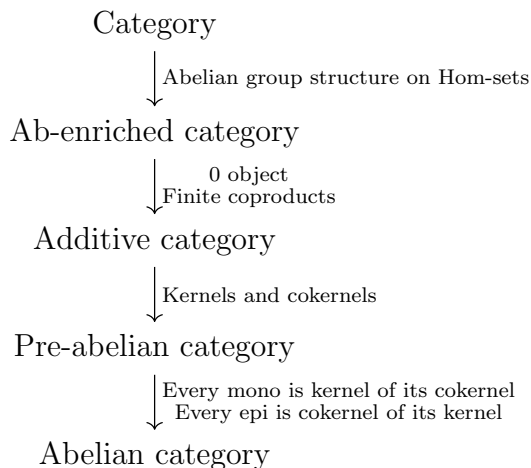 Category
Abelian group structure on Hom-sets
Ab-enriched category
0 object
Finite coproducts
Additive category
Kernels and cokernels
Pre-abelian category
Every mono is kernel of its cokernel
Every epi is cokernel of its kernel
Abelian category